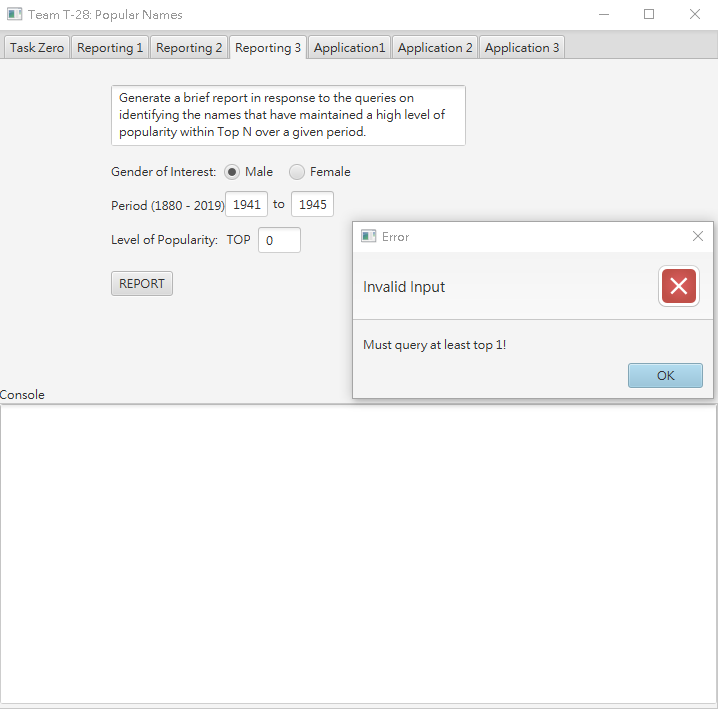 Team T-28: Popular Names
Task Zero Reporting 1 Reporting 2 Reporting 3 Application1 Application 2 Application 3
Generate a brief report in response to the queries on
identifying the names that have maintained a high level of
popularity within Top N over a given period.
Gender of Interest: Male Female
Period (1880 - 2019) 1941 to 1945
Level of Popularity: TOP 0
REPORT
Error
Invalid Input
Must query at least top 1!
OK
Console